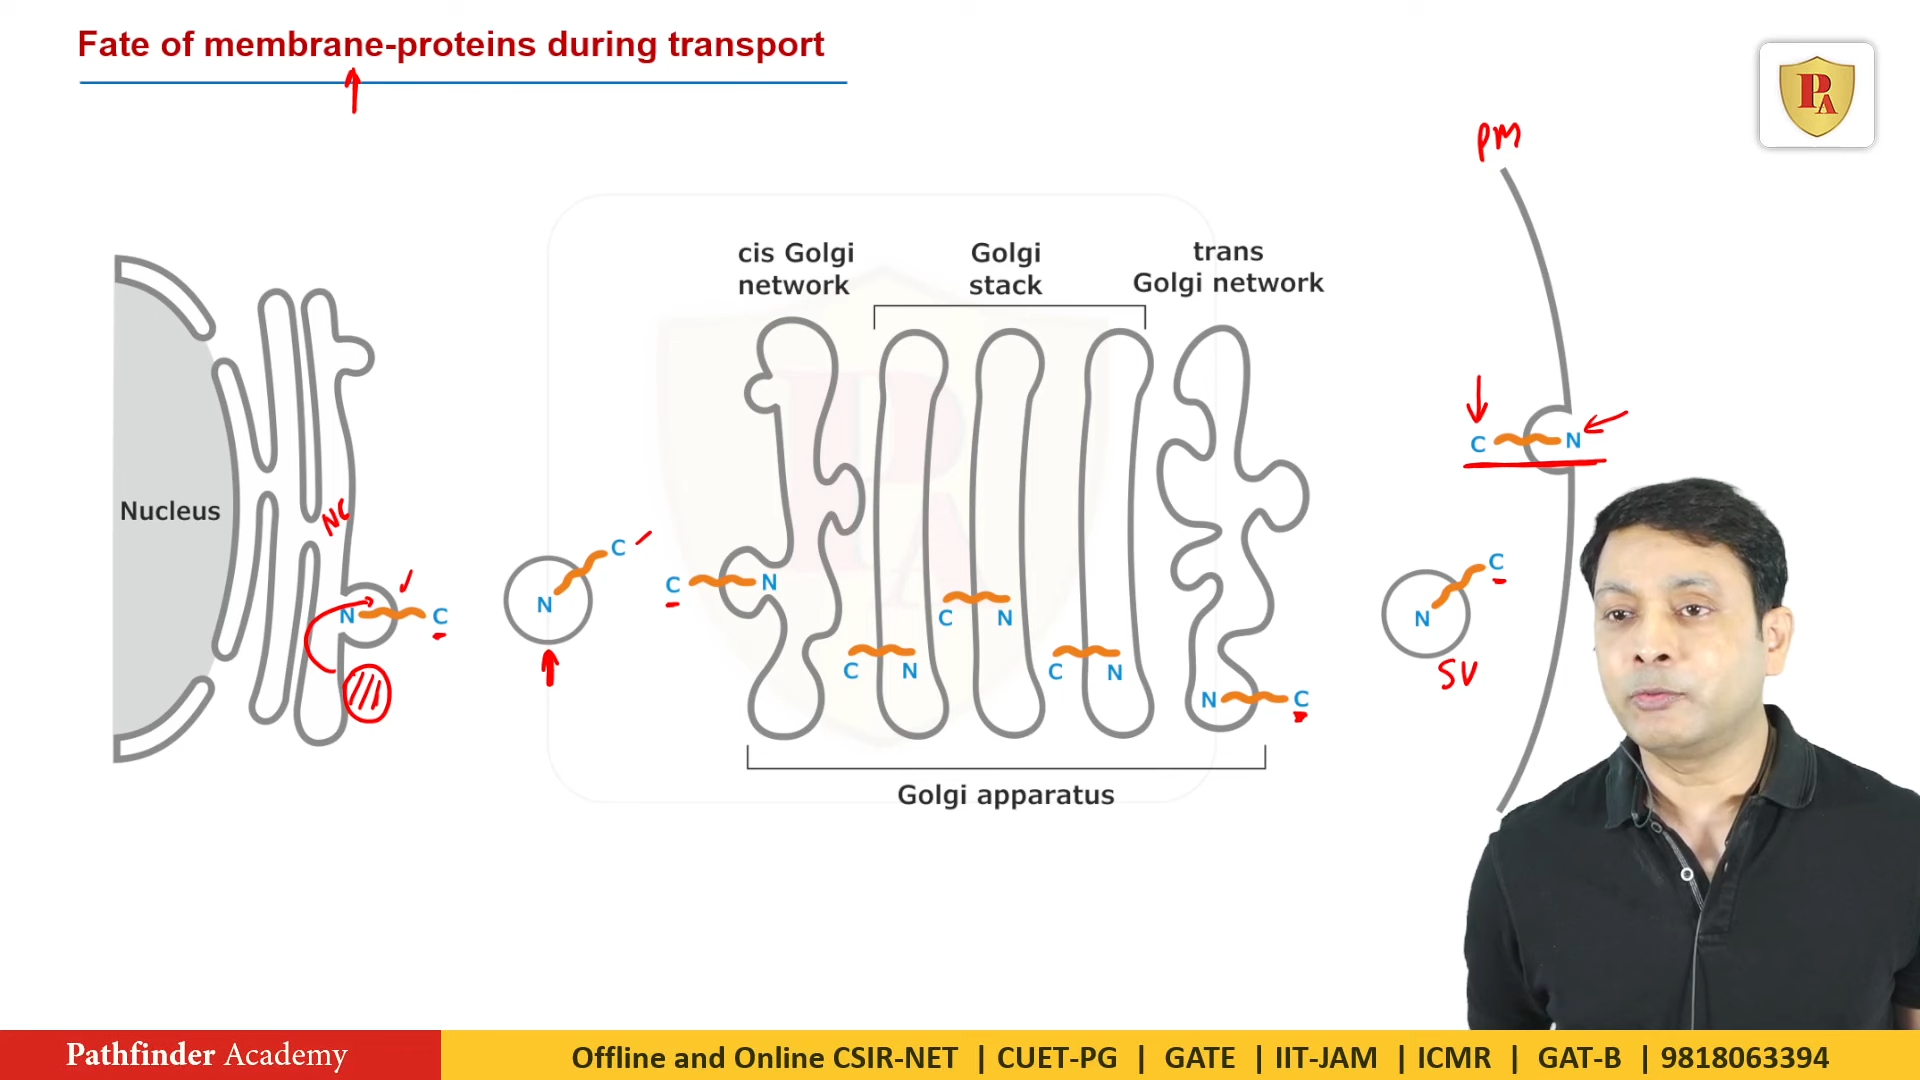 Fate of membrane-proteins during transport
PA
PM
cis Golgi
network
Golgi
stack
trans
Golgi network
Nucleus
NC
N C
N C
C N
C N
C N
C N
N C
C N
N C
SV
Golgi apparatus
Pathfinder Academy
Offline and Online CSIR-NET | CUET-PG | GATE | IIT-JAM | ICMR | GAT-B | 9818063394